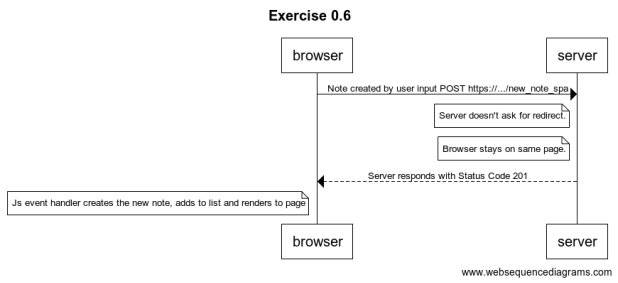 Exercise 0.6
browser
server
Note created by user input POST https://.../new_note_spa
Server doesn't ask for redirect.
Browser stays on same page.
Server responds with Status Code 201
Js event handler creates the new note, adds to list and renders to page
browser
server
www.websequencediagrams.com